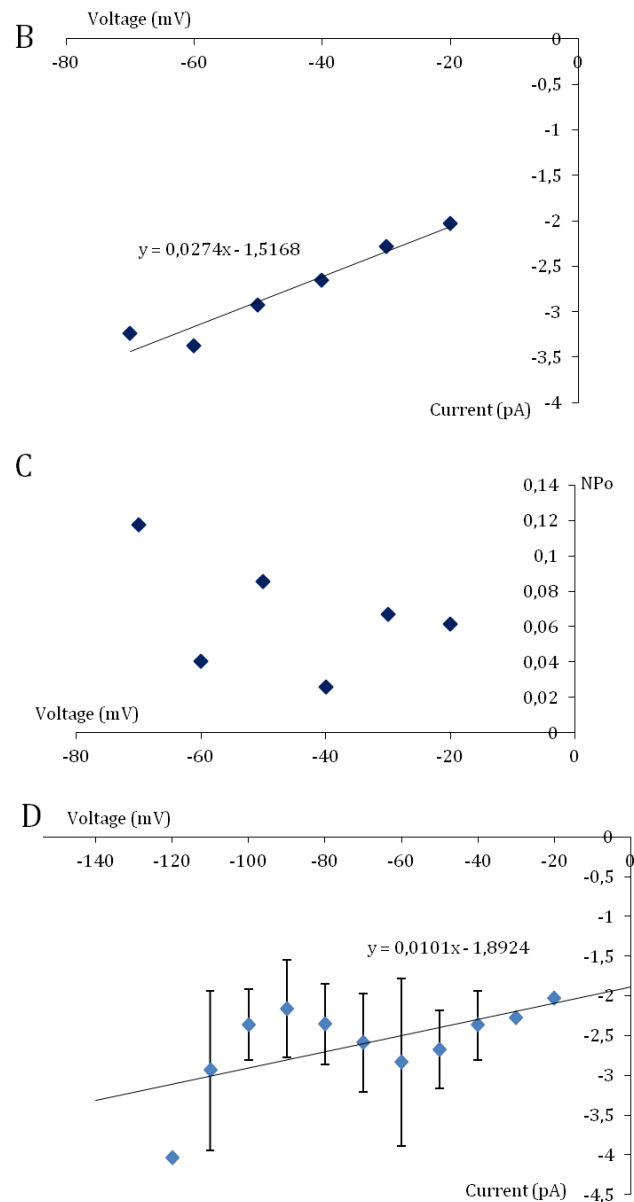 B
Voltage (mV)
-80 -60 -40 -20 0
0
-0,5
-1
-1,5
-2
-2,5
-3
-3,5
-4
y = 0,0274x - 1,5168
Current (pA)
C
NPo
0,14
0,12
0,1
0,08
0,06
0,04
0,02
0
Voltage (mV)
-80 -60 -40 -20 0
D
Voltage (mV)
-140 -120 -100 -80 -60 -40 -20 0
0
-0,5
-1
-1,5
-2
-2,5
-3
-3,5
-4
-4,5
y = 0,0101x - 1,8924
Current (pA)